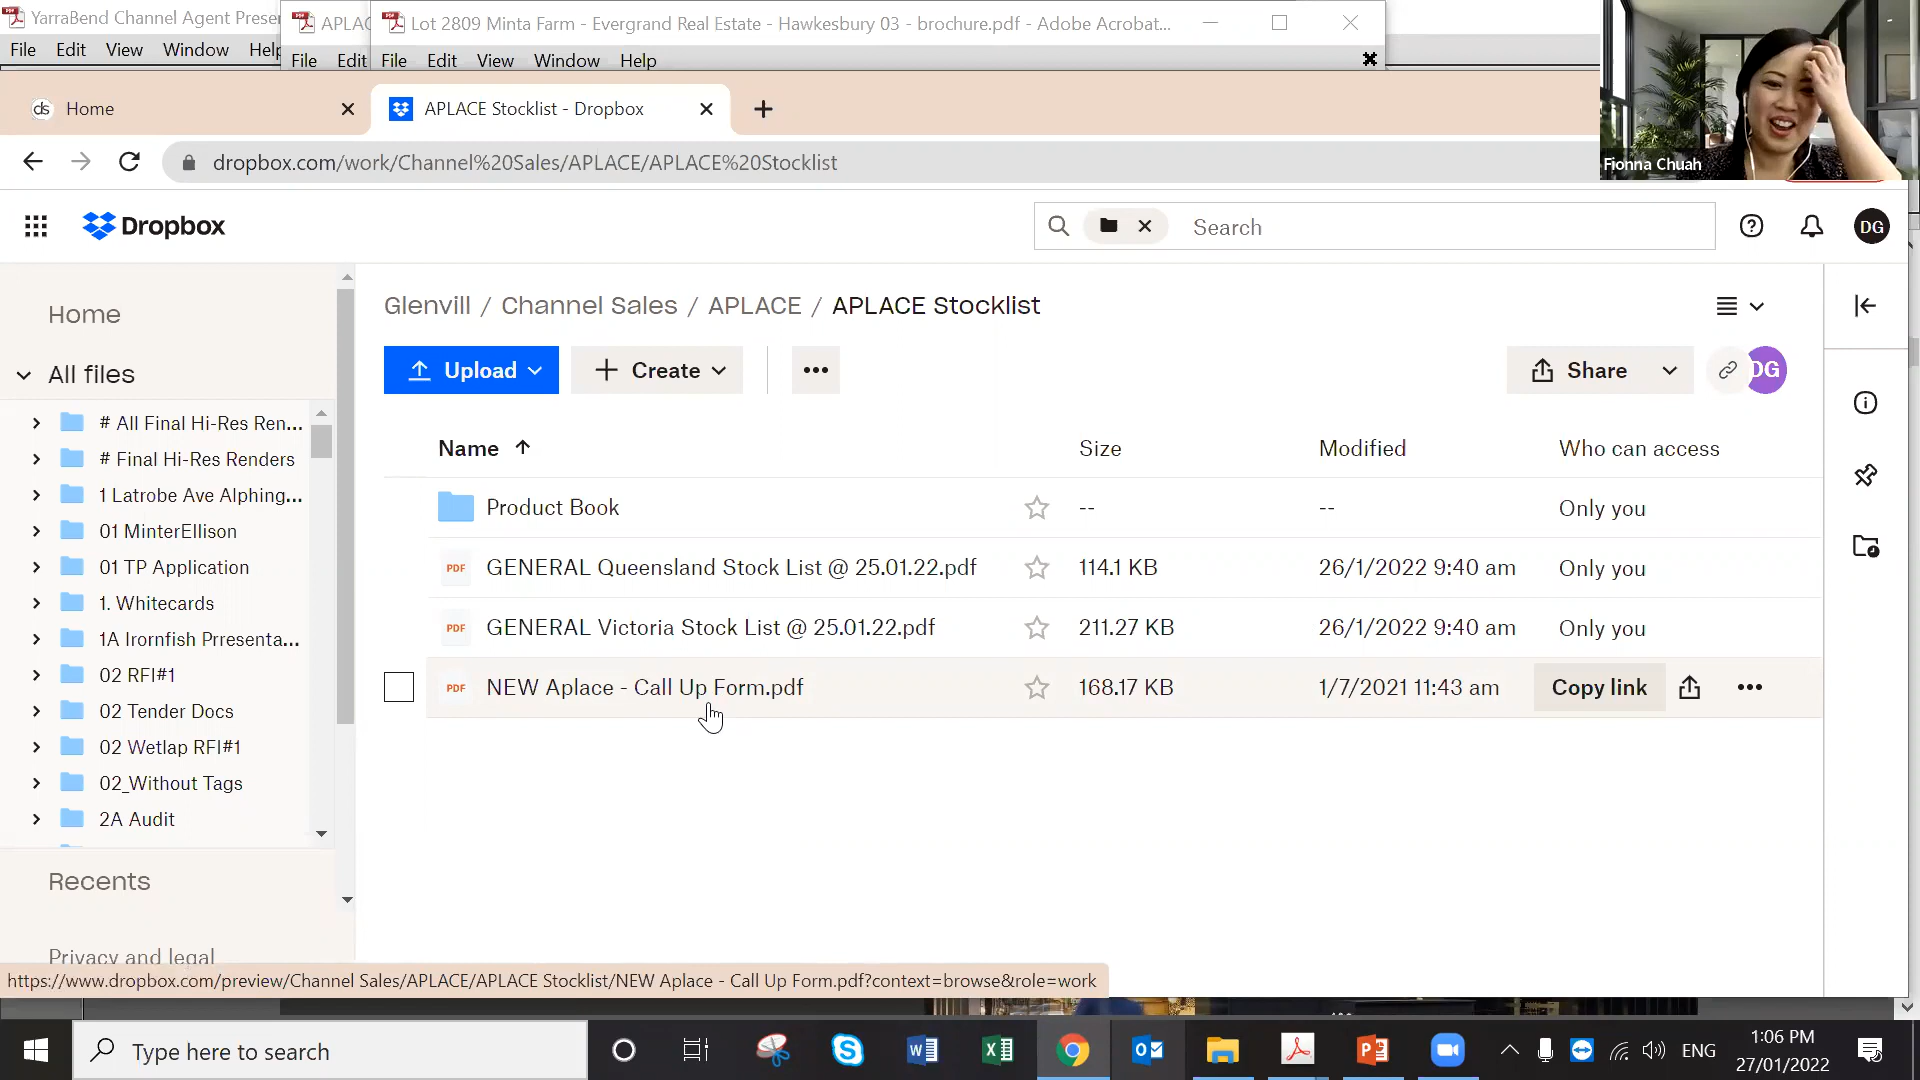 YarraBend Channel Agent Preser
APLAC
Lot 2809 Minta Farm - Evergrand Real Estate - Hawkesbury 03 - brochure.pdf - Adobe Acrobat...
File Edit View Window Help
File Edit
File Edit View Window Help
ds Home
APLACE Stocklist - Dropbox
dropbox.com/work/Channel%20Sales/APLACE/APLACE%20Stocklist
Fionna Chuah
Dropbox
Search
DG
Home
All files
# All Final Hi-Res Ren...
# Final Hi-Res Renders
1 Latrobe Ave Alphing...
01 MinterEllison
01 TP Application
1. Whitecards
1A Irornfish Prresenta...
02 RFI#1
02 Tender Docs
02 Wetlap RFI#1
02_Without Tags
2A Audit
Recents
Privacy and legal
Glenvill / Channel Sales / APLACE / APLACE Stocklist
Upload
Create
Share
DG
Name Size Modified Who can access
Product Book -- -- Only you
PDF GENERAL Queensland Stock List @ 25.01.22.pdf 114.1 KB 26/1/2022 9:40 am Only you
PDF GENERAL Victoria Stock List @ 25.01.22.pdf 211.27 KB 26/1/2022 9:40 am Only you
PDF NEW Aplace - Call Up Form.pdf 168.17 KB 1/7/2021 11:43 am Copy link
https://www.dropbox.com/preview/Channel Sales/APLACE/APLACE Stocklist/NEW Aplace - Call Up Form.pdf?context=browse&role=work
Type here to search
ENG
1:06 PM
27/01/2022